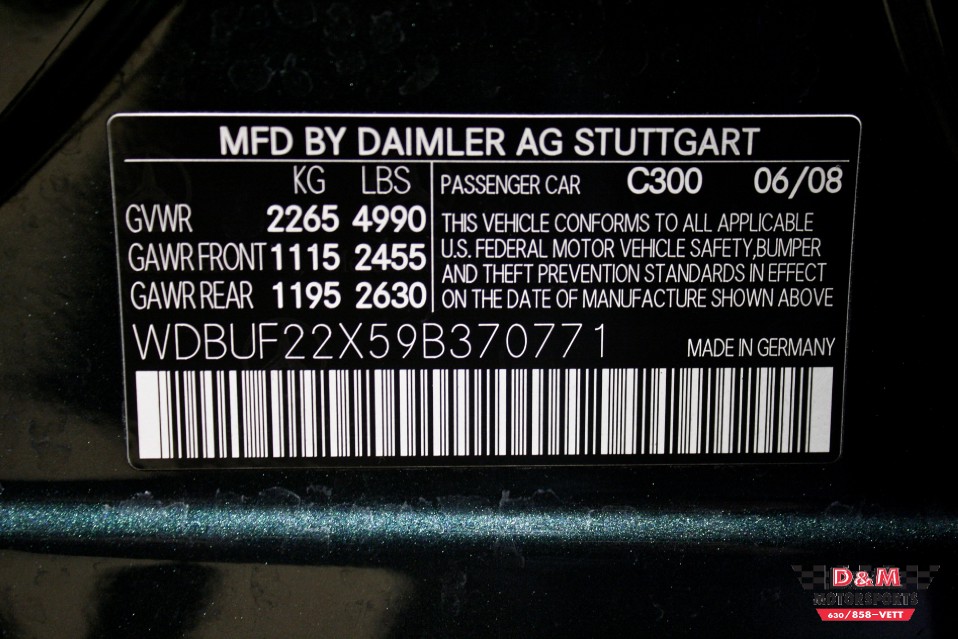 MFD BY DAIMLER AG STUTTGART
KG LBS
GVWR 2265 4990
GAWR FRONT 1115 2455
GAWR REAR 1195 2630
PASSENGER CAR C300 06/08
THIS VEHICLE CONFORMS TO ALL APPLICABLE
U.S. FEDERAL MOTOR VEHICLE SAFETY,BUMPER
AND THEFT PREVENTION STANDARDS IN EFFECT
ON THE DATE OF MANUFACTURE SHOWN ABOVE
WDBUF22X59B370771 MADE IN GERMANY
D&M
MOTORSPORTS
630/858-VETT